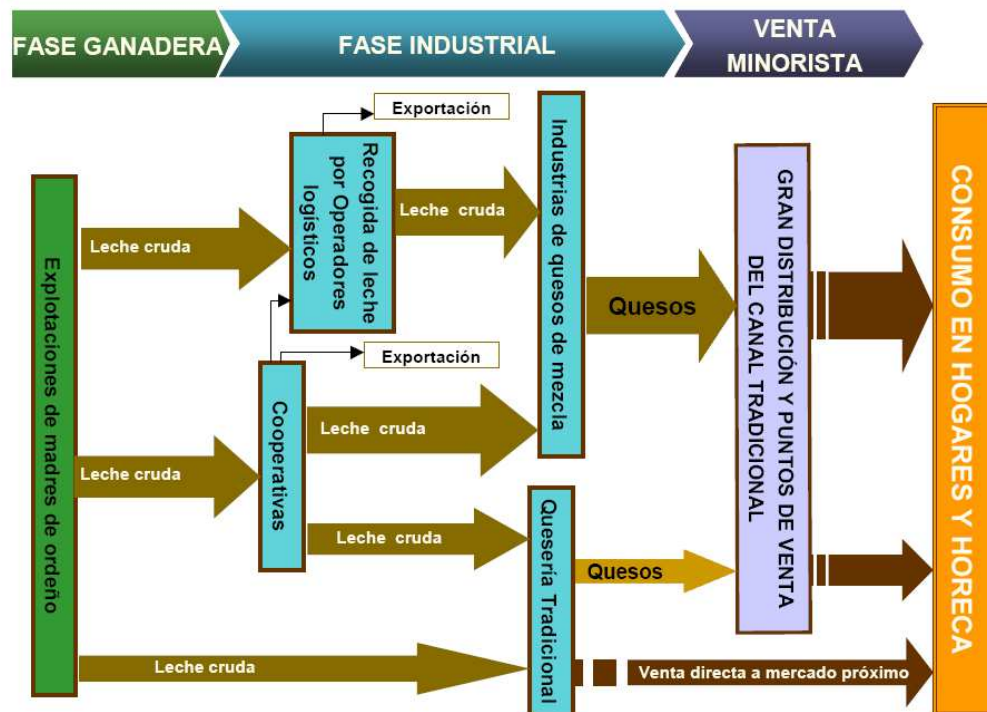 FASE GANADERA
FASE INDUSTRIAL
VENTA
MINORISTA
Exportación
Explotaciones de madres de ordeño
Leche cruda
Recogida de leche
por Operadores
logísticos
Leche cruda
Industrias de quesos de mezcla
Quesos
GRAN DISTRIBUCIÓN Y PUNTOS DE VENTA
DEL CANAL TRADICIONAL
CONSUMO EN HOGARES Y HORECA
Exportación
Leche cruda
Cooperativas
Leche cruda
Leche cruda
Quesería Tradicional
Quesos
Leche cruda
Venta directa a mercado próximo